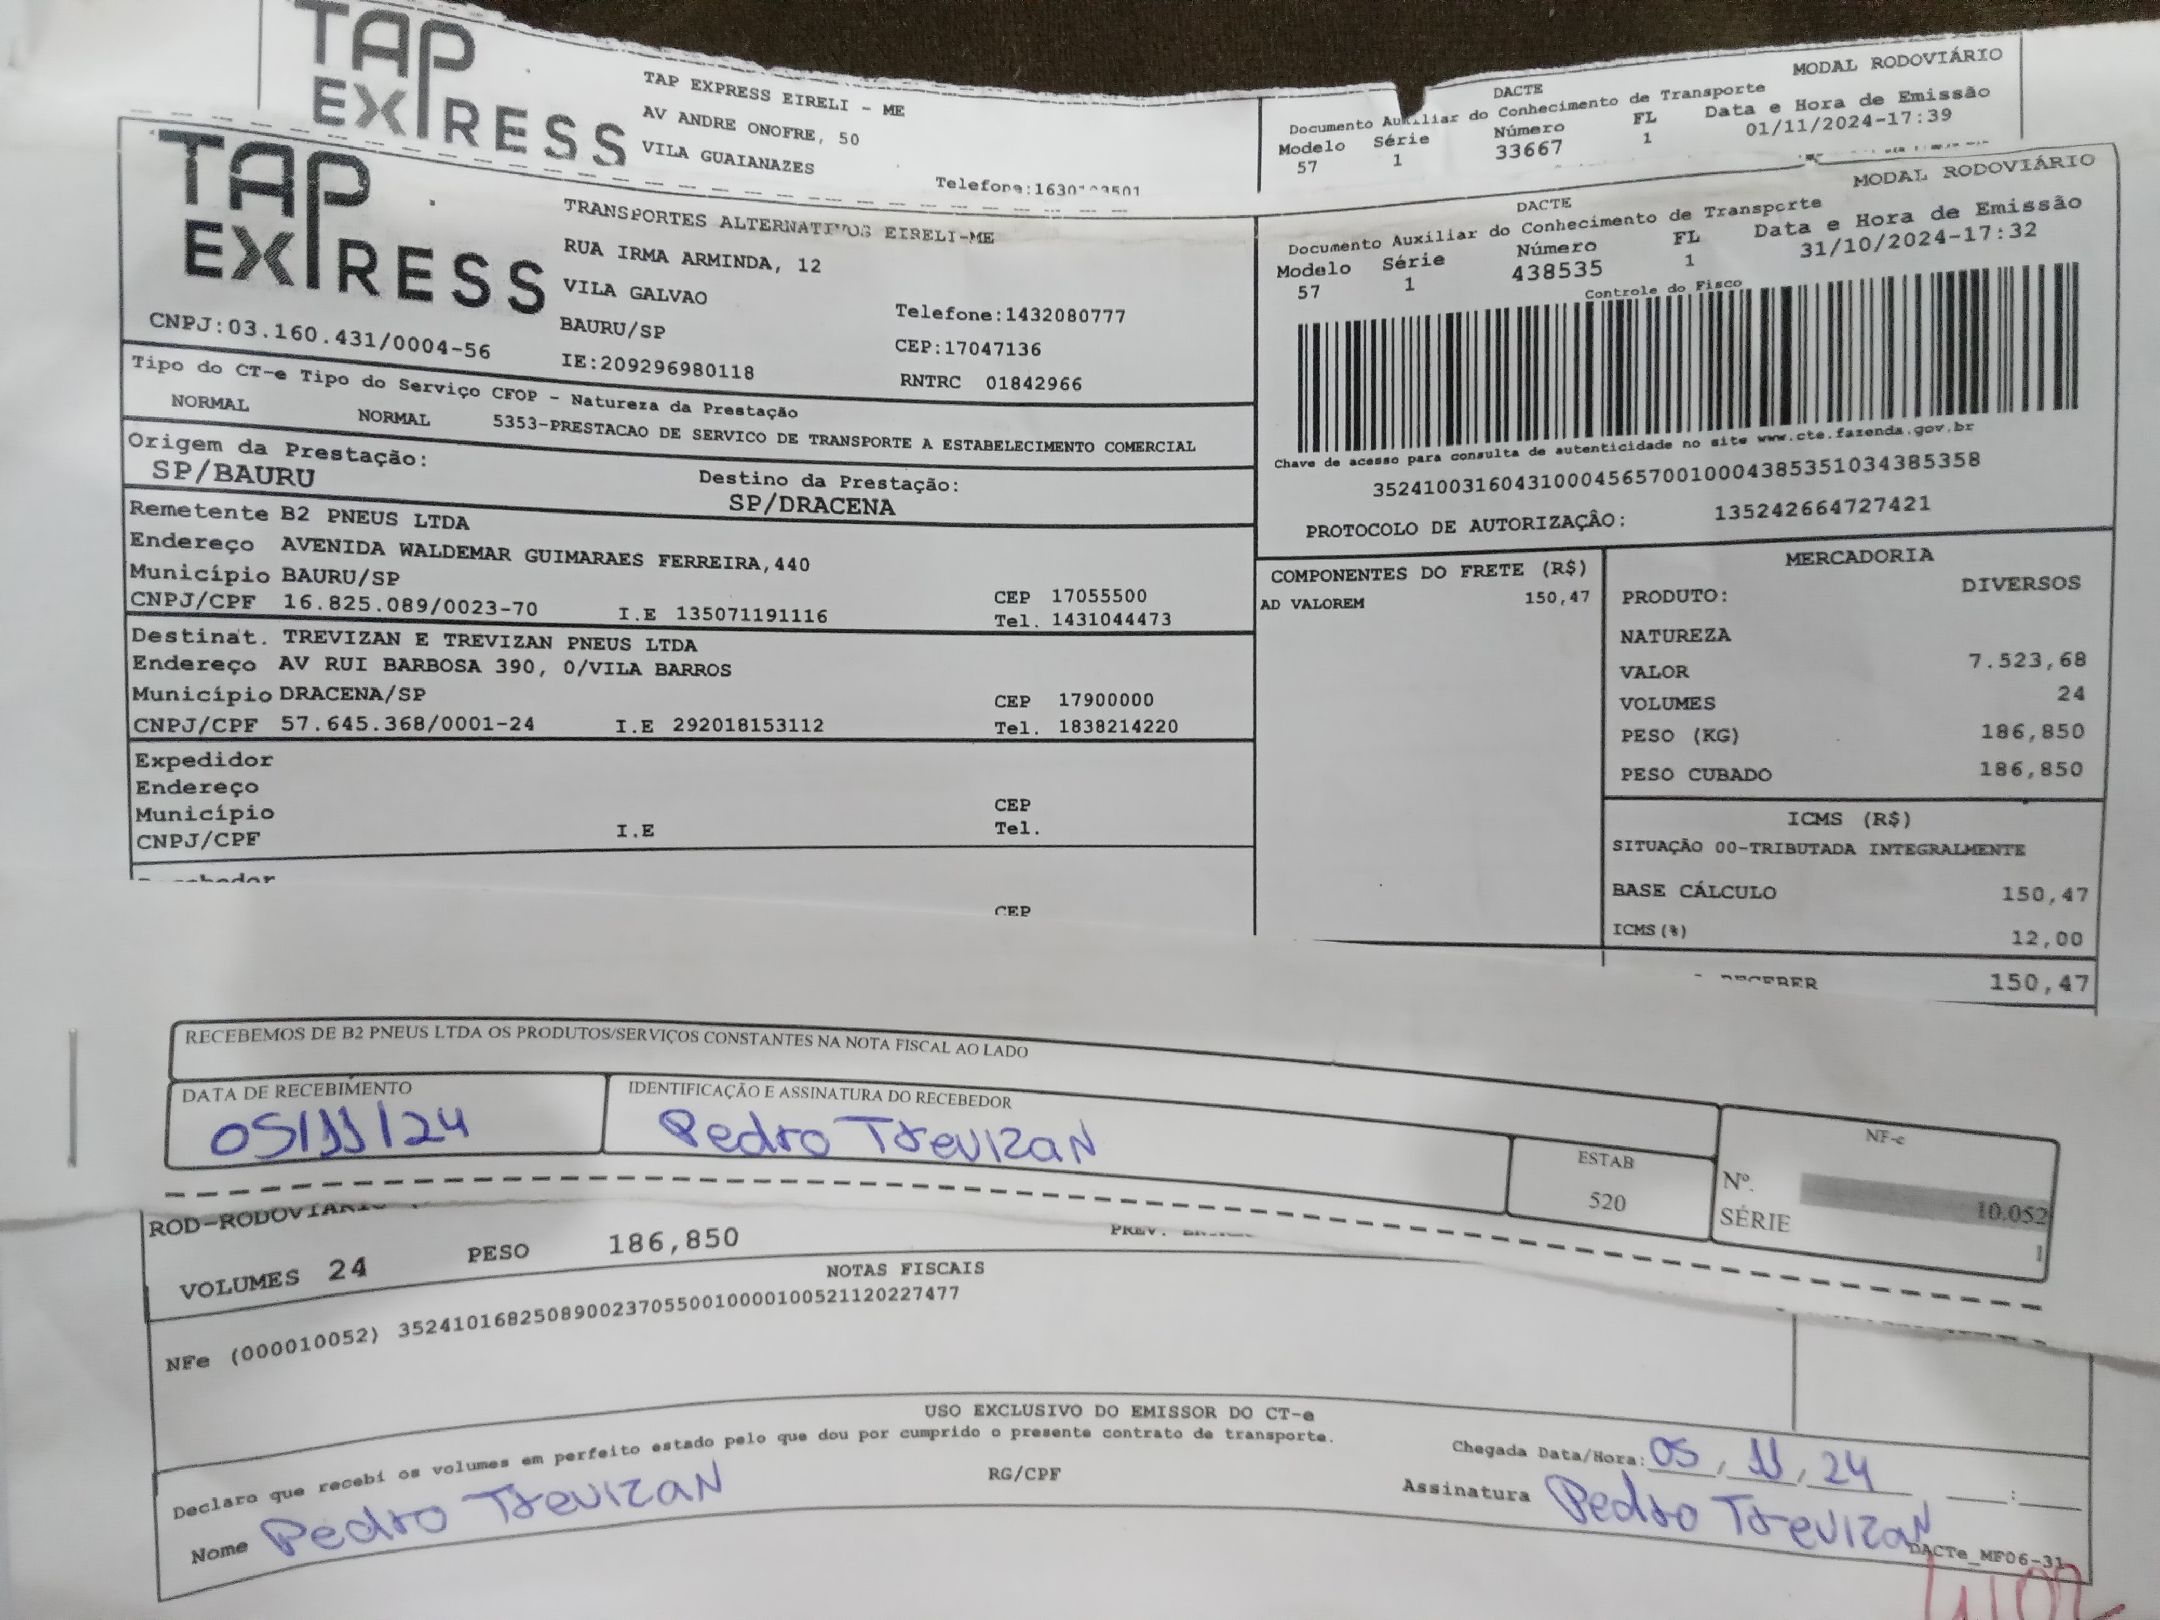 TAP EXPRESS
TAP EXPRESS EIRELI - ME
AV ANDRE ONOFRE, 50
VILA GUAIANAZES
DACTE
MODAL RODOVIÁRIO
Documento Auxiliar do Conhecimento de Transporte
Modelo Série Número FL Data e Hora de Emissão
57 1 33667 1 01/11/2024-17:39
TAP EXPRESS
CNPJ:03.160.431/0004-56
TRANSPORTES ALTERNATIVOS EIRELI-ME
RUA IRMA ARMINDA, 12
VILA GALVAO
Telefone:1432080777
BAURU/SP
CEP:17047136
IE:209296980118
RNTRC 01842966
DACTE
MODAL RODOVIÁRIO
Documento Auxiliar do Conhecimento de Transporte
Modelo Série Número FL Data e Hora de Emissão
57 1 438535 1 31/10/2024-17:32
Controle do Fisco
Chave de acesso para consulta de autenticidade no site www.cte.fazenda.gov.br
35241003160431000456570010004385351034385358
PROTOCOLO DE AUTORIZAÇÃO: 135242664727421
Tipo do CT-e Tipo do Serviço CFOP - Natureza da Prestação
NORMAL NORMAL 5353-PRESTACAO DE SERVICO DE TRANSPORTE A ESTABELECIMENTO COMERCIAL
Origem da Prestação: Destino da Prestação:
SP/BAURU SP/DRACENA
Remetente B2 PNEUS LTDA
Endereço AVENIDA WALDEMAR GUIMARAES FERREIRA,440
Município BAURU/SP CEP 17055500
CNPJ/CPF 16.825.089/0023-70 I.E 135071191116 Tel. 1431044473
Destinat. TREVIZAN E TREVIZAN PNEUS LTDA
Endereço AV RUI BARBOSA 390, 0/VILA BARROS
Município DRACENA/SP CEP 17900000
CNPJ/CPF 57.645.368/0001-24 I.E 292018153112 Tel. 1838214220
Expedidor
Endereço
Município CEP
CNPJ/CPF I.E Tel.
CEP
COMPONENTES DO FRETE (R$)
AD VALOREM 150,47
MERCADORIA
PRODUTO: DIVERSOS
NATUREZA
VALOR 7.523,68
VOLUMES 24
PESO (KG) 186,850
PESO CUBADO 186,850
ICMS (R$)
SITUAÇÃO 00-TRIBUTADA INTEGRALMENTE
BASE CÁLCULO 150,47
ICMS(%) 12,00
RECEBER 150,47
RECEBEMOS DE B2 PNEUS LTDA OS PRODUTOS/SERVIÇOS CONSTANTES NA NOTA FISCAL AO LADO
DATA DE RECEBIMENTO IDENTIFICAÇÃO E ASSINATURA DO RECEBEDOR
05/11/24 Pedro Trevizan
ESTAB
520
NF-e
Nº. 10.052
SÉRIE 1
ROD-RODOVIARIO
VOLUMES 24 PESO 186,850
NOTAS FISCAIS
NFe (000010052) 35241016825089002370550010000100521120227477
USO EXCLUSIVO DO EMISSOR DO CT-e
Declaro que recebi os volumes em perfeito estado pelo que dou por cumprido o presente contrato de transporte.
Chegada Data/Hora: 05, 11, 24 __:__
Nome Pedro Trevizan RG/CPF Assinatura Pedro Trevizan
DACTe_MF06-31